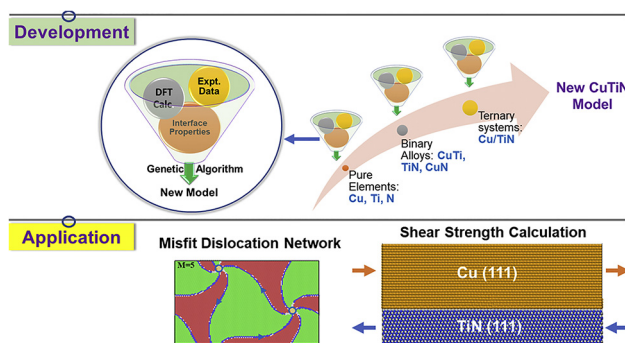 Development
DFT
Calc
Expt.
Data
Interface
Properties
Genetic Algorithm
New Model
Pure
Elements:
Cu, Ti, N
Binary
Alloys: CuTi,
TiN, CuN
Ternary
systems:
Cu/TiN
New CuTiN
Model
Application
Misfit Dislocation Network
M=5
Shear Strength Calculation
Cu (111)
TiN (111)